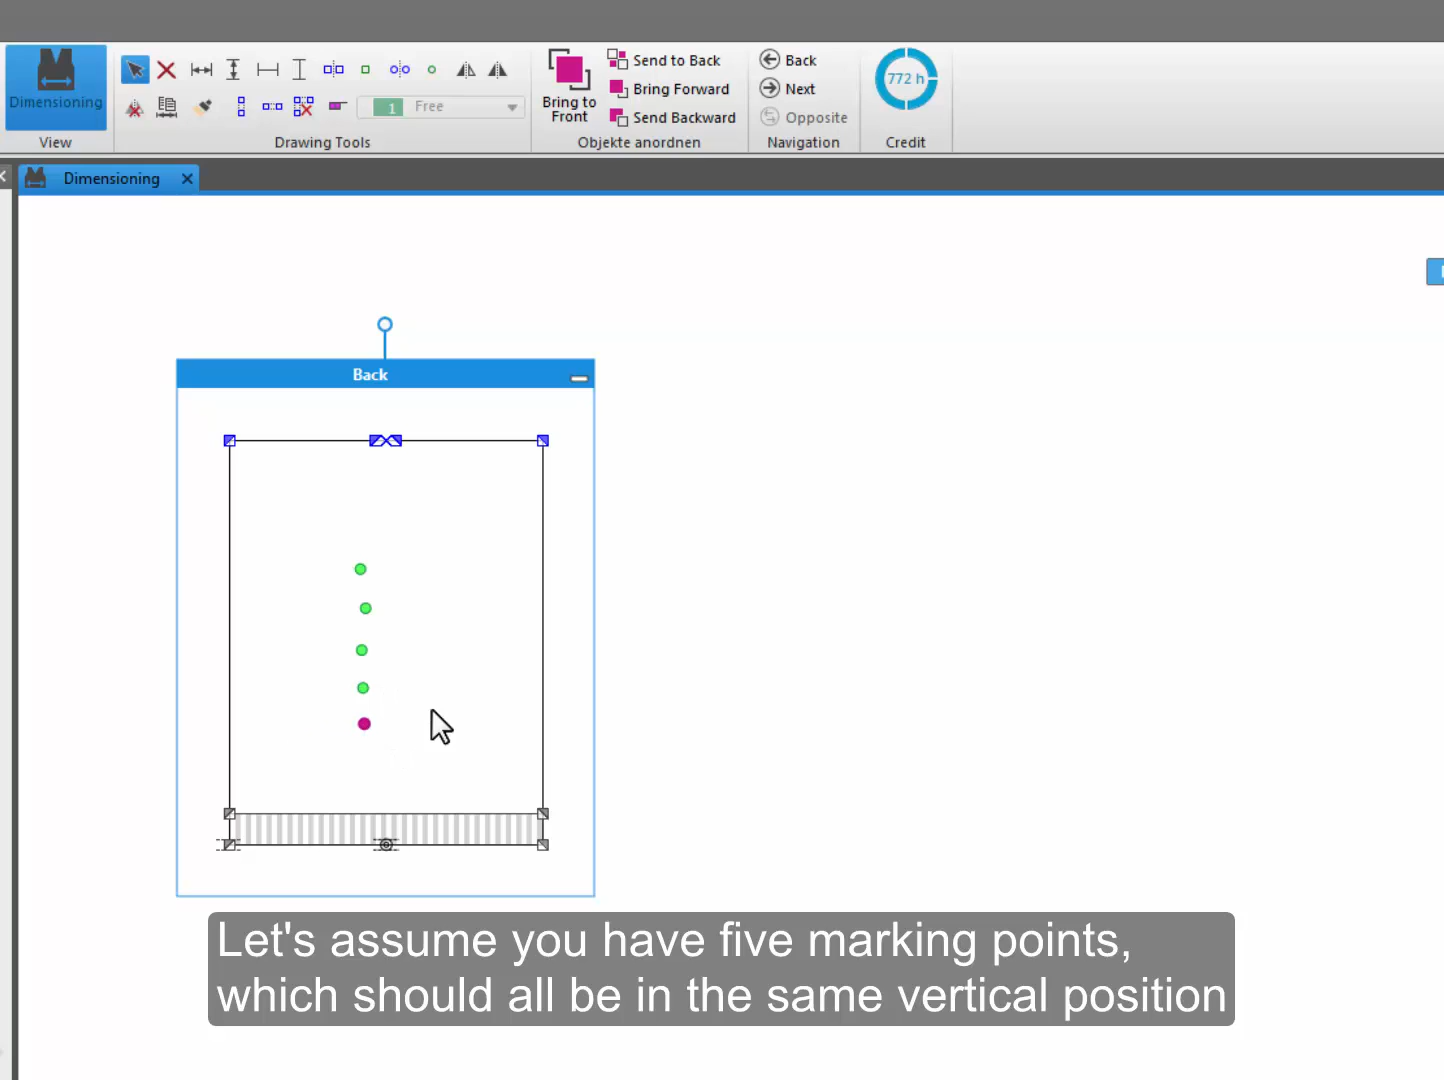 Dimensioning
View
1 Free
Drawing Tools
Bring to
Front
Send to Back
Bring Forward
Send Backward
Objekte anordnen
Back
Next
Opposite
Navigation
772 h
Credit
Dimensioning
Back
Let's assume you have five marking points,
which should all be in the same vertical position